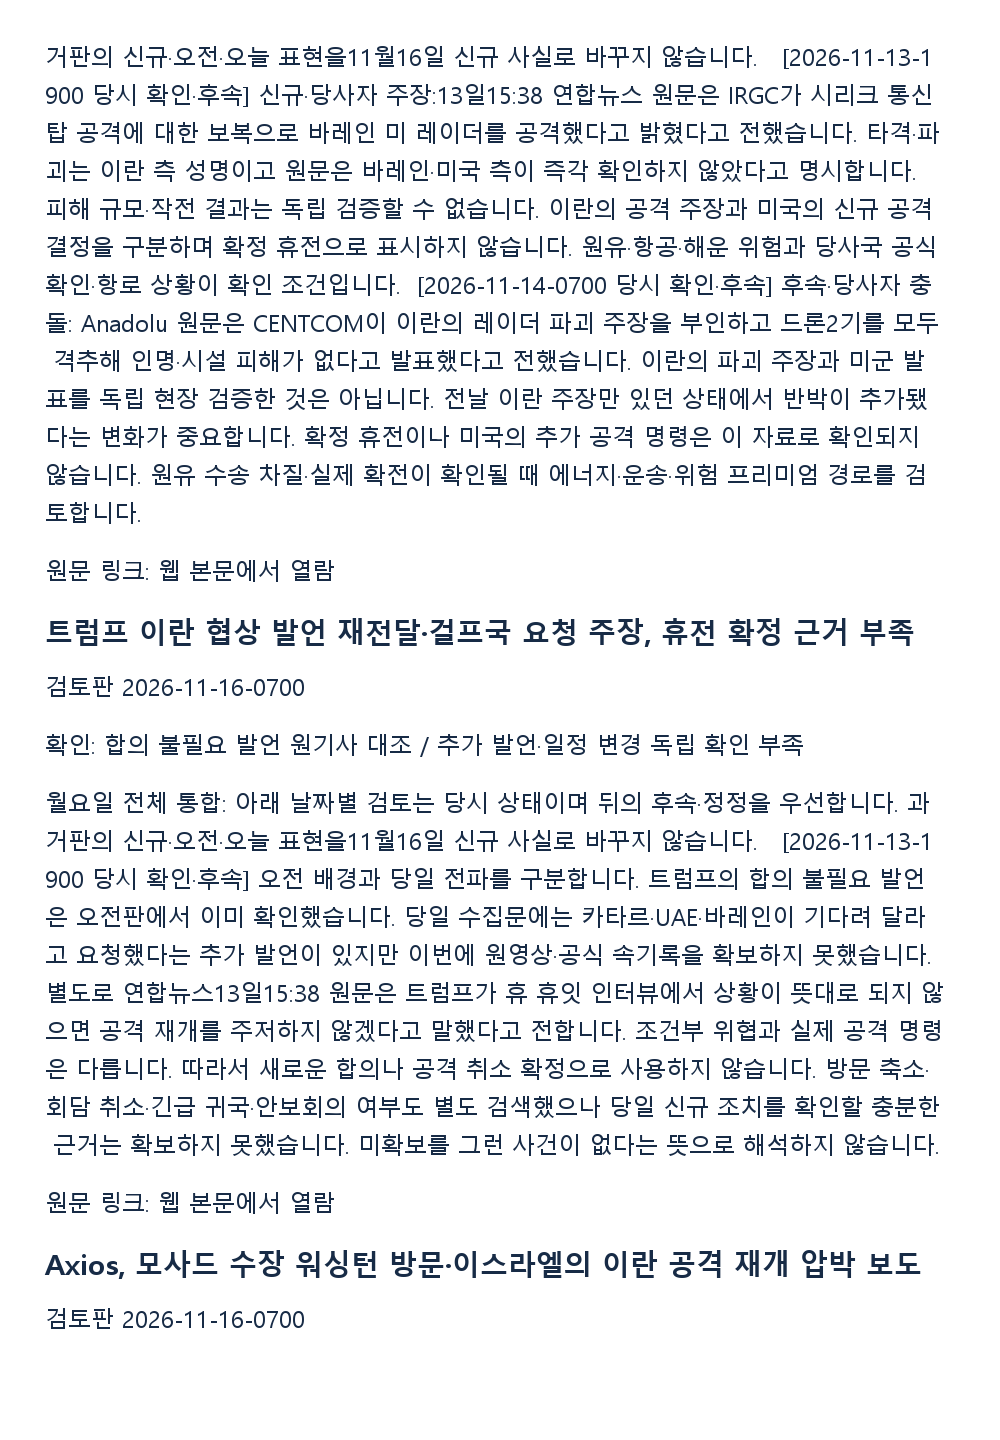 거판의 신규·오전·오늘 표현을11월16일 신규 사실로 바꾸지 않습니다. [2026-11-13-1
900 당시 확인·후속] 신규·당사자 주장:13일15:38 연합뉴스 원문은 IRGC가 시리크 통신
탑 공격에 대한 보복으로 바레인 미 레이더를 공격했다고 밝혔다고 전했습니다. 타격·파
괴는 이란 측 성명이고 원문은 바레인·미국 측이 즉각 확인하지 않았다고 명시합니다.
피해 규모·작전 결과는 독립 검증할 수 없습니다. 이란의 공격 주장과 미국의 신규 공격
결정을 구분하며 확정 휴전으로 표시하지 않습니다. 원유·항공·해운 위험과 당사국 공식
확인·항로 상황이 확인 조건입니다. [2026-11-14-0700 당시 확인·후속] 후속·당사자 충
돌: Anadolu 원문은 CENTCOM이 이란의 레이더 파괴 주장을 부인하고 드론2기를 모두
격추해 인명·시설 피해가 없다고 발표했다고 전했습니다. 이란의 파괴 주장과 미군 발
표를 독립 현장 검증한 것은 아닙니다. 전날 이란 주장만 있던 상태에서 반박이 추가됐
다는 변화가 중요합니다. 확정 휴전이나 미국의 추가 공격 명령은 이 자료로 확인되지
않습니다. 원유 수송 차질·실제 확전이 확인될 때 에너지·운송·위험 프리미엄 경로를 검
토합니다.
원문 링크: 웹 본문에서 열람
트럼프 이란 협상 발언 재전달·걸프국 요청 주장, 휴전 확정 근거 부족
검토판 2026-11-16-0700
확인: 합의 불필요 발언 원기사 대조 / 추가 발언·일정 변경 독립 확인 부족
월요일 전체 통합: 아래 날짜별 검토는 당시 상태이며 뒤의 후속·정정을 우선합니다. 과
거판의 신규·오전·오늘 표현을11월16일 신규 사실로 바꾸지 않습니다. [2026-11-13-1
900 당시 확인·후속] 오전 배경과 당일 전파를 구분합니다. 트럼프의 합의 불필요 발언
은 오전판에서 이미 확인했습니다. 당일 수집문에는 카타르·UAE·바레인이 기다려 달라
고 요청했다는 추가 발언이 있지만 이번에 원영상·공식 속기록을 확보하지 못했습니다.
별도로 연합뉴스13일15:38 원문은 트럼프가 휴 휴잇 인터뷰에서 상황이 뜻대로 되지 않
으면 공격 재개를 주저하지 않겠다고 말했다고 전합니다. 조건부 위협과 실제 공격 명령
은 다릅니다. 따라서 새로운 합의나 공격 취소 확정으로 사용하지 않습니다. 방문 축소·
회담 취소·긴급 귀국·안보회의 여부도 별도 검색했으나 당일 신규 조치를 확인할 충분한
근거는 확보하지 못했습니다. 미확보를 그런 사건이 없다는 뜻으로 해석하지 않습니다.
원문 링크: 웹 본문에서 열람
Axios, 모사드 수장 워싱턴 방문·이스라엘의 이란 공격 재개 압박 보도
검토판 2026-11-16-0700